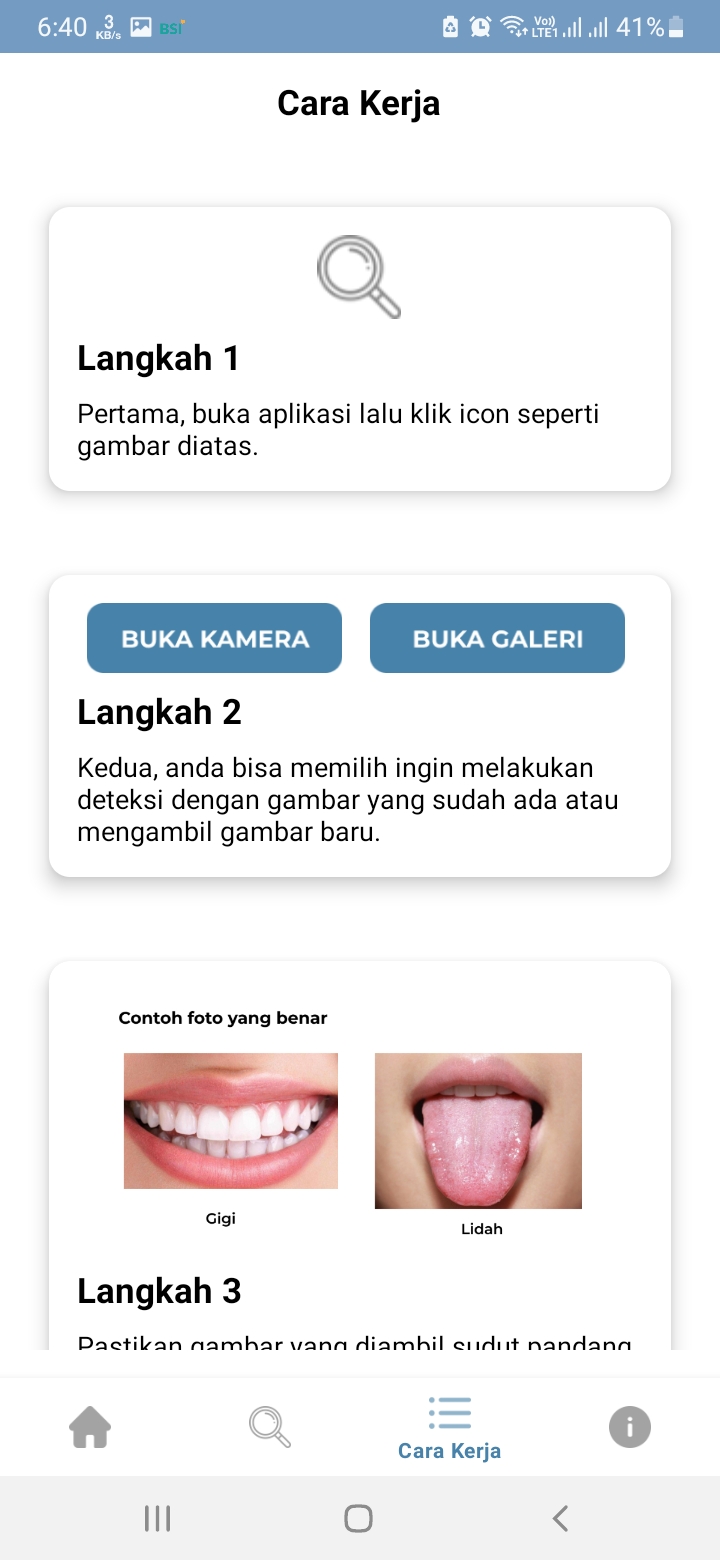 6:40 3 KB/s BSI Vo)) LTE1 41%
Cara Kerja
Langkah 1
Pertama, buka aplikasi lalu klik icon seperti
gambar diatas.
BUKA KAMERA BUKA GALERI
Langkah 2
Kedua, anda bisa memilih ingin melakukan
deteksi dengan gambar yang sudah ada atau
mengambil gambar baru.
Contoh foto yang benar
Gigi
Lidah
Langkah 3
Pastikan gambar yang diambil sudut pandang
Cara Kerja